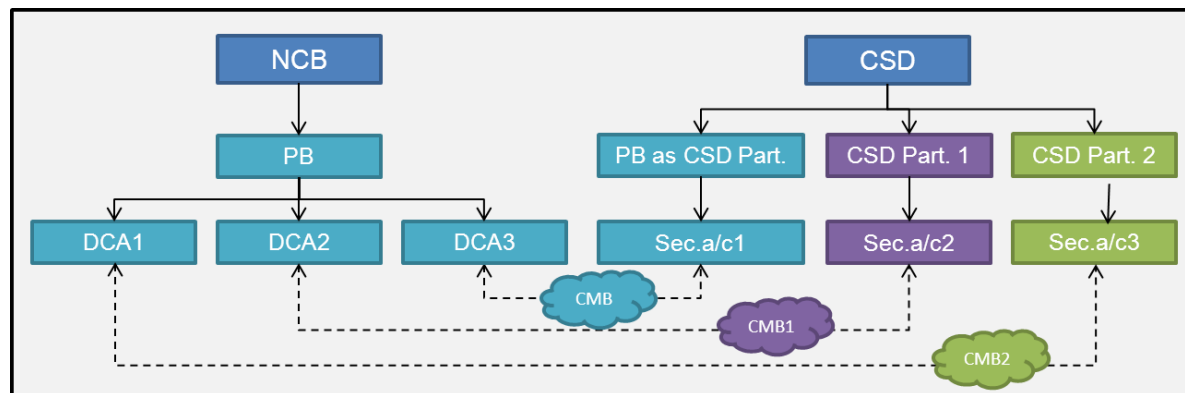 NCB
CSD
PB
PB as CSD Part.
CSD Part. 1
CSD Part. 2
DCA1
DCA2
DCA3
Sec.a/c1
Sec.a/c2
Sec.a/c3
CMB
CMB1
CMB2